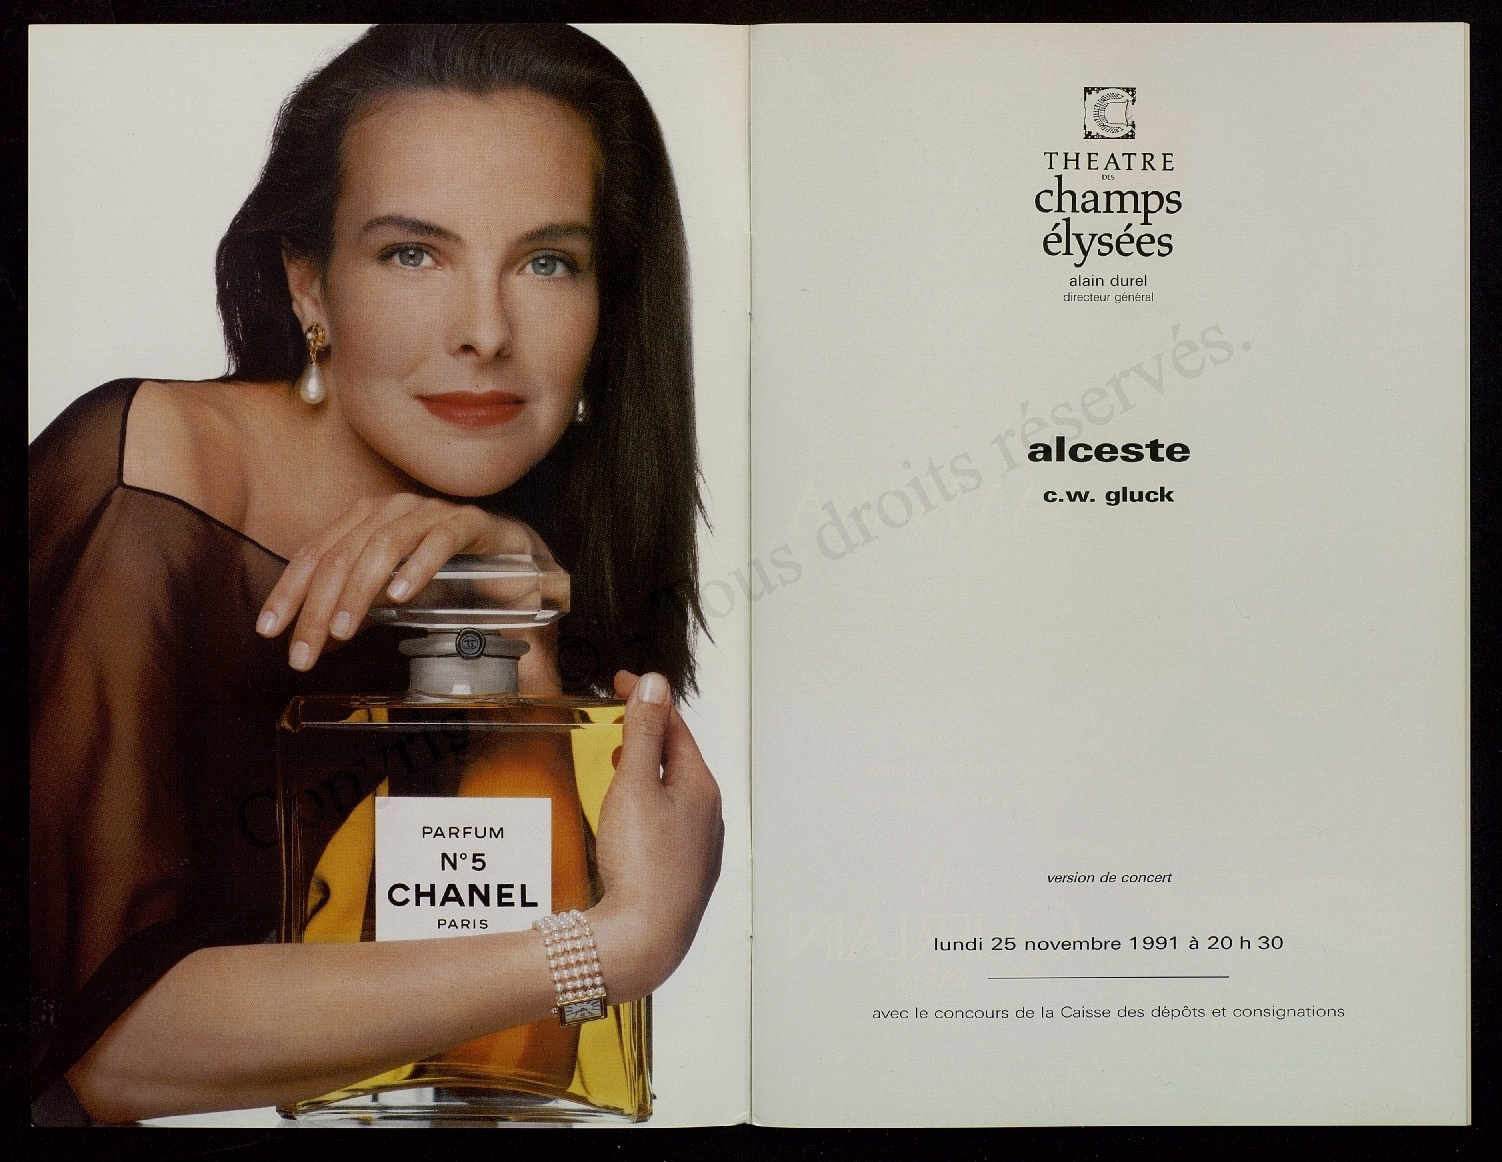 PARFUM
N°5
CHANEL
PARIS
THEATRE
DES
champs
élysées
alain durel
directeur général
alceste
c.w. gluck
version de concert
lundi 25 novembre 1991 à 20 h 30
avec le concours de la Caisse des dépôts et consignations
Copyright © - Tous droits réservés.